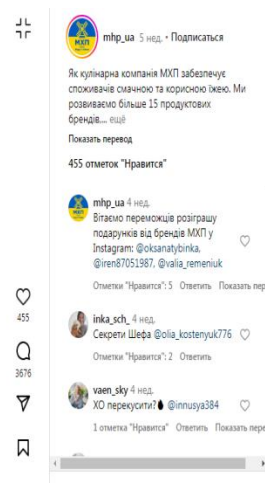 mhp_ua 5 нед. • Подписаться
Як кулінарна компанія МХП забезпечує
споживачів смачною та корисною їжею. Ми
розвиваємо більше 15 продуктових
брендів.... ещё
Показать перевод
455 отметок "Нравится"
mhp_ua 4 нед.
Вітаємо переможців розіграшу
подарунків від брендів МХП у
Instagram: @oksanatybinka,
@iren87051987, @valia_remeniuk
Отметки "Нравится": 5 Ответить Показать пер
inka_sch_ 4 нед.
Секрети Шефа @olia_kostenyuk776
Отметки "Нравится": 2 Ответить
vaen_sky 4 нед.
ХО перекусити? @innusya384
1 отметка "Нравится" Ответить Показать пере
455
3676
МХП